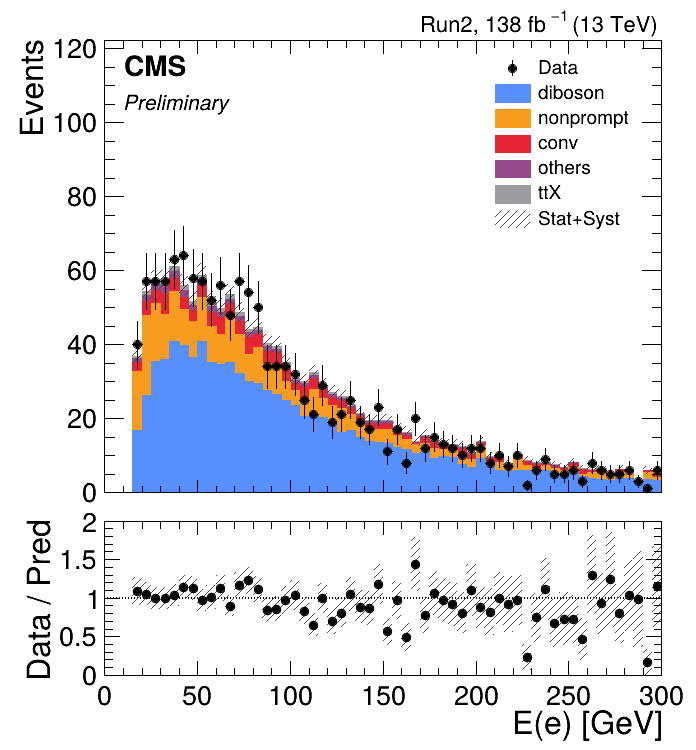 Run2, 138 fb⁻¹ (13 TeV)
Events
120
100
80
60
40
20
0
CMS
Preliminary
Data
diboson
nonprompt
conv
others
ttX
Stat+Syst
Data / Pred
2
1.5
1
0.5
0
0 50 100 150 200 250 300
E(e) [GeV]